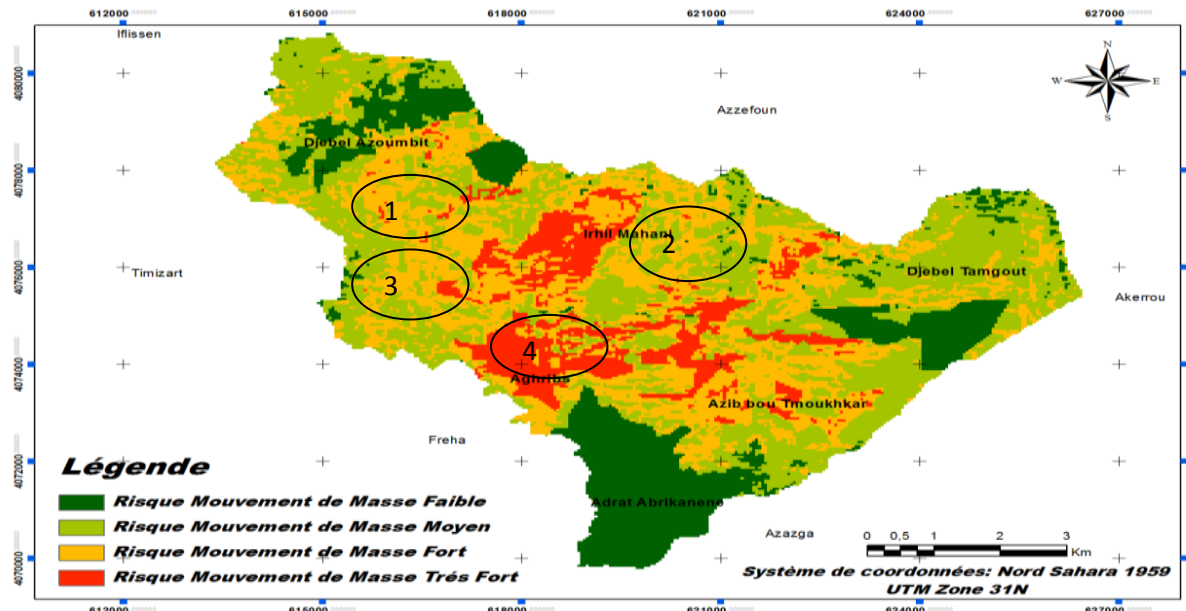 612000
615000
618000
621000
624000
627000
Iflissen
N
W
E
S
4080000
Azzefoun
Djebel Azoumbit
4078000
1
Irhil Mahani
2
4076000
Timizart
3
Djebel Tamgout
Akerrou
4
4074000
Aghribs
Azib bou Tmoukhkar
Freha
4072000
Légende
Risque Mouvement de Masse Faible
Risque Mouvement de Masse Moyen
Risque Mouvement de Masse Fort
Risque Mouvement de Masse Trés Fort
Adrat Abrikanene
Azazga
4070000
0 0,5 1 2 3
Km
Système de coordonnées: Nord Sahara 1959
UTM Zone 31N